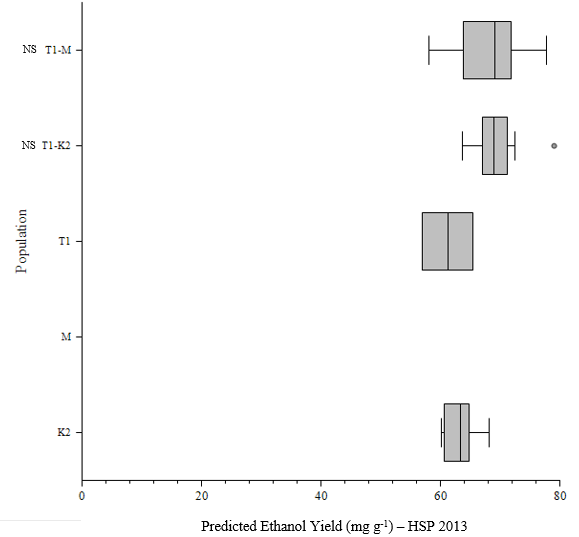 NS T1-M
NS T1-K2
T1
M
K2
Population
0 20 40 60 80
Predicted Ethanol Yield (mg g⁻¹) – HSP 2013